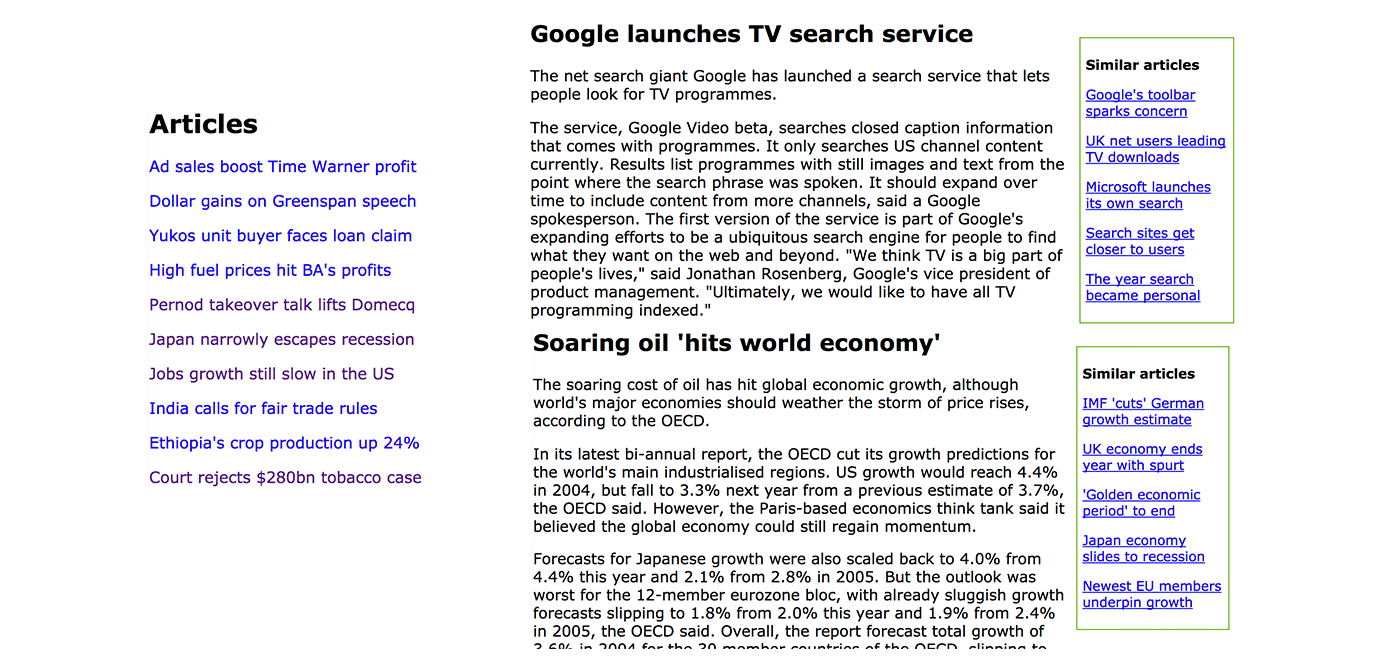 Articles
Ad sales boost Time Warner profit
Dollar gains on Greenspan speech
Yukos unit buyer faces loan claim
High fuel prices hit BA's profits
Pernod takeover talk lifts Domecq
Japan narrowly escapes recession
Jobs growth still slow in the US
India calls for fair trade rules
Ethiopia's crop production up 24%
Court rejects $280bn tobacco case
Google launches TV search service
The net search giant Google has launched a search service that lets
people look for TV programmes.
The service, Google Video beta, searches closed caption information
that comes with programmes. It only searches US channel content
currently. Results list programmes with still images and text from the
point where the search phrase was spoken. It should expand over
time to include content from more channels, said a Google
spokesperson. The first version of the service is part of Google's
expanding efforts to be a ubiquitous search engine for people to find
what they want on the web and beyond. "We think TV is a big part of
people's lives," said Jonathan Rosenberg, Google's vice president of
product management. "Ultimately, we would like to have all TV
programming indexed."
Similar articles
Google's toolbar
sparks concern
UK net users leading
TV downloads
Microsoft launches
its own search
Search sites get
closer to users
The year search
became personal
Soaring oil 'hits world economy'
The soaring cost of oil has hit global economic growth, although
world's major economies should weather the storm of price rises,
according to the OECD.
In its latest bi-annual report, the OECD cut its growth predictions for
the world's main industrialised regions. US growth would reach 4.4%
in 2004, but fall to 3.3% next year from a previous estimate of 3.7%,
the OECD said. However, the Paris-based economics think tank said it
believed the global economy could still regain momentum.
Forecasts for Japanese growth were also scaled back to 4.0% from
4.4% this year and 2.1% from 2.8% in 2005. But the outlook was
worst for the 12-member eurozone bloc, with already sluggish growth
forecasts slipping to 1.8% from 2.0% this year and 1.9% from 2.4%
in 2005, the OECD said. Overall, the report forecast total growth of
3.6% in 2004 for the 30 member countries of the OECD, slipping to
Similar articles
IMF 'cuts' German
growth estimate
UK economy ends
year with spurt
'Golden economic
period' to end
Japan economy
slides to recession
Newest EU members
underpin growth